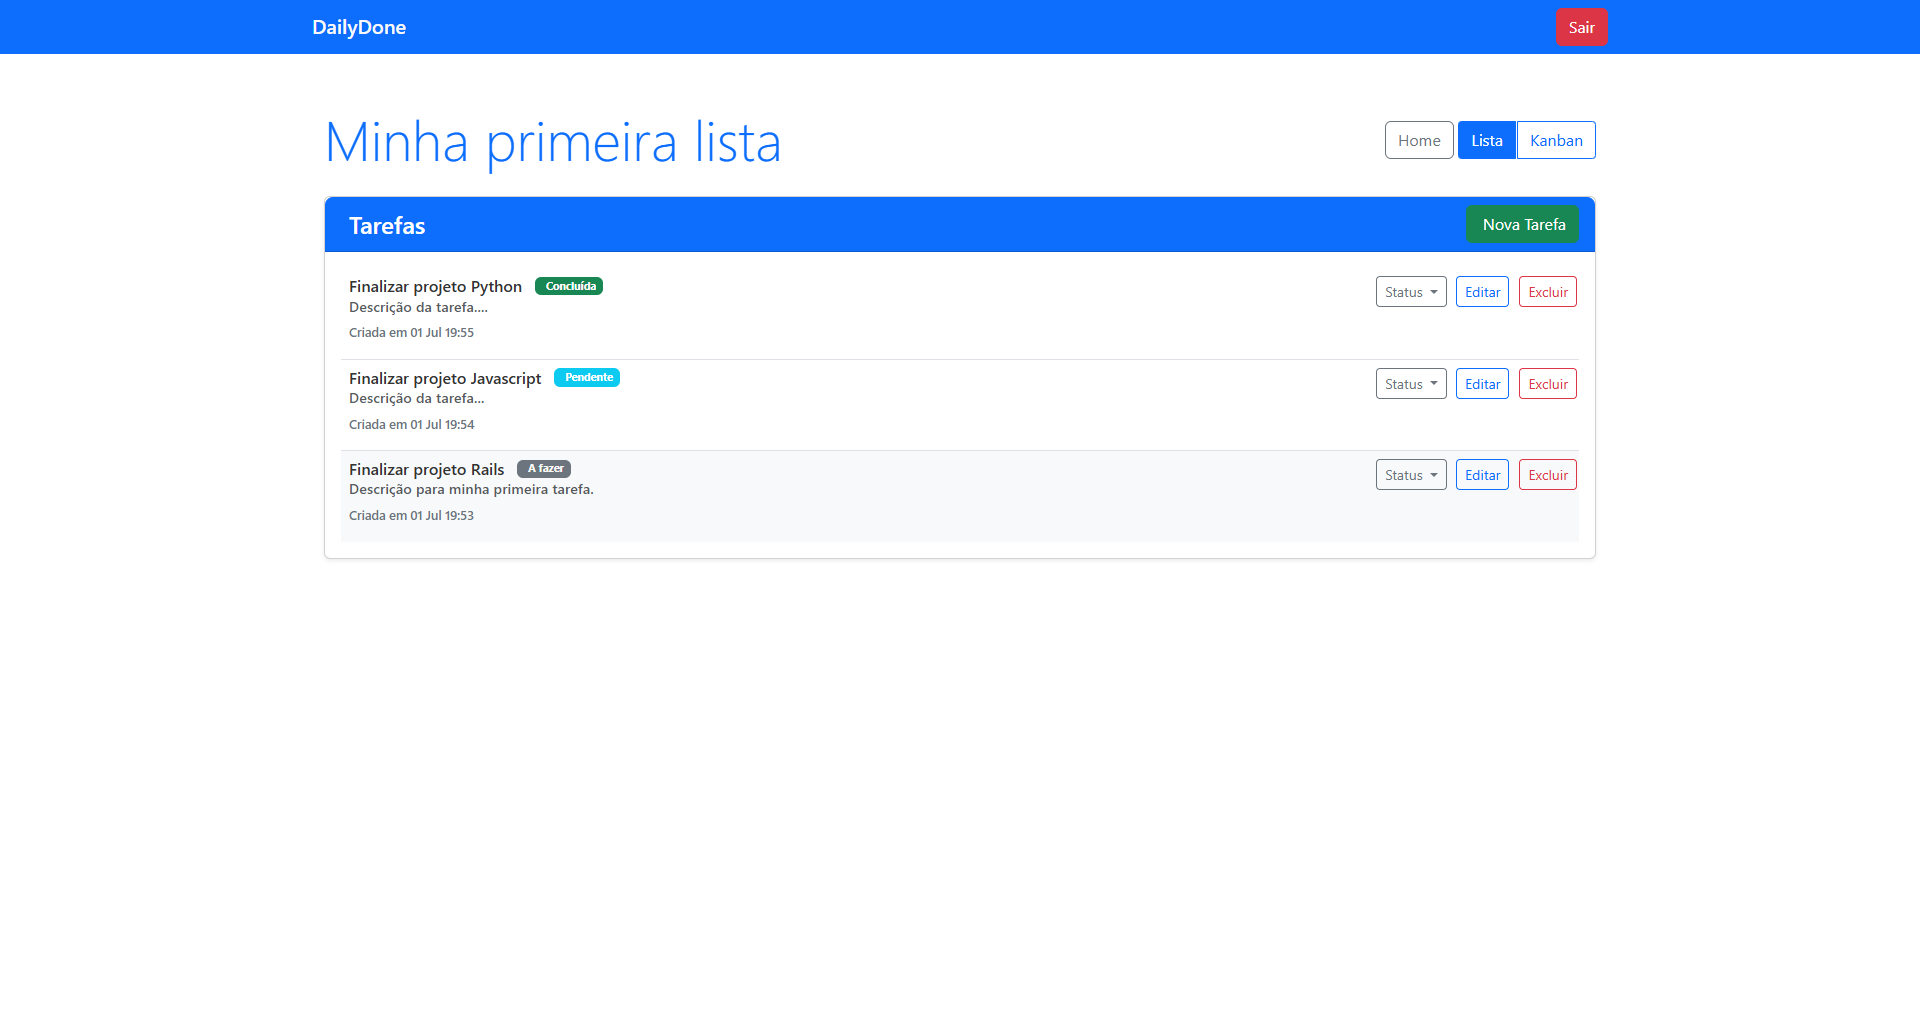 DailyDone Sair
Minha primeira lista Home Lista Kanban
Tarefas Nova Tarefa
Finalizar projeto Python Concluída Status Editar Excluir
Descrição da tarefa....
Criada em 01 Jul 19:55
Finalizar projeto Javascript Pendente Status Editar Excluir
Descrição da tarefa...
Criada em 01 Jul 19:54
Finalizar projeto Rails A fazer Status Editar Excluir
Descrição para minha primeira tarefa.
Criada em 01 Jul 19:53